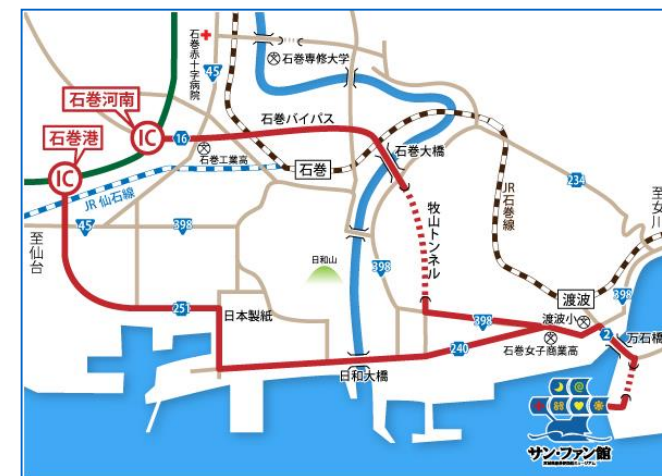 石巻赤十字病院
石巻専修大学
45
石巻河南
IC
16
石巻バイパス
石巻工業高
石巻港
IC
石巻
石巻大橋
JR 仙石線
JR石巻線
234
至女川
45
398
至仙台
日和山
398
牧山トンネル
渡波
398
251
日本製紙
398
渡波小
2
万石橋
石巻女子商業高
240
日和大橋
サン・ファン館